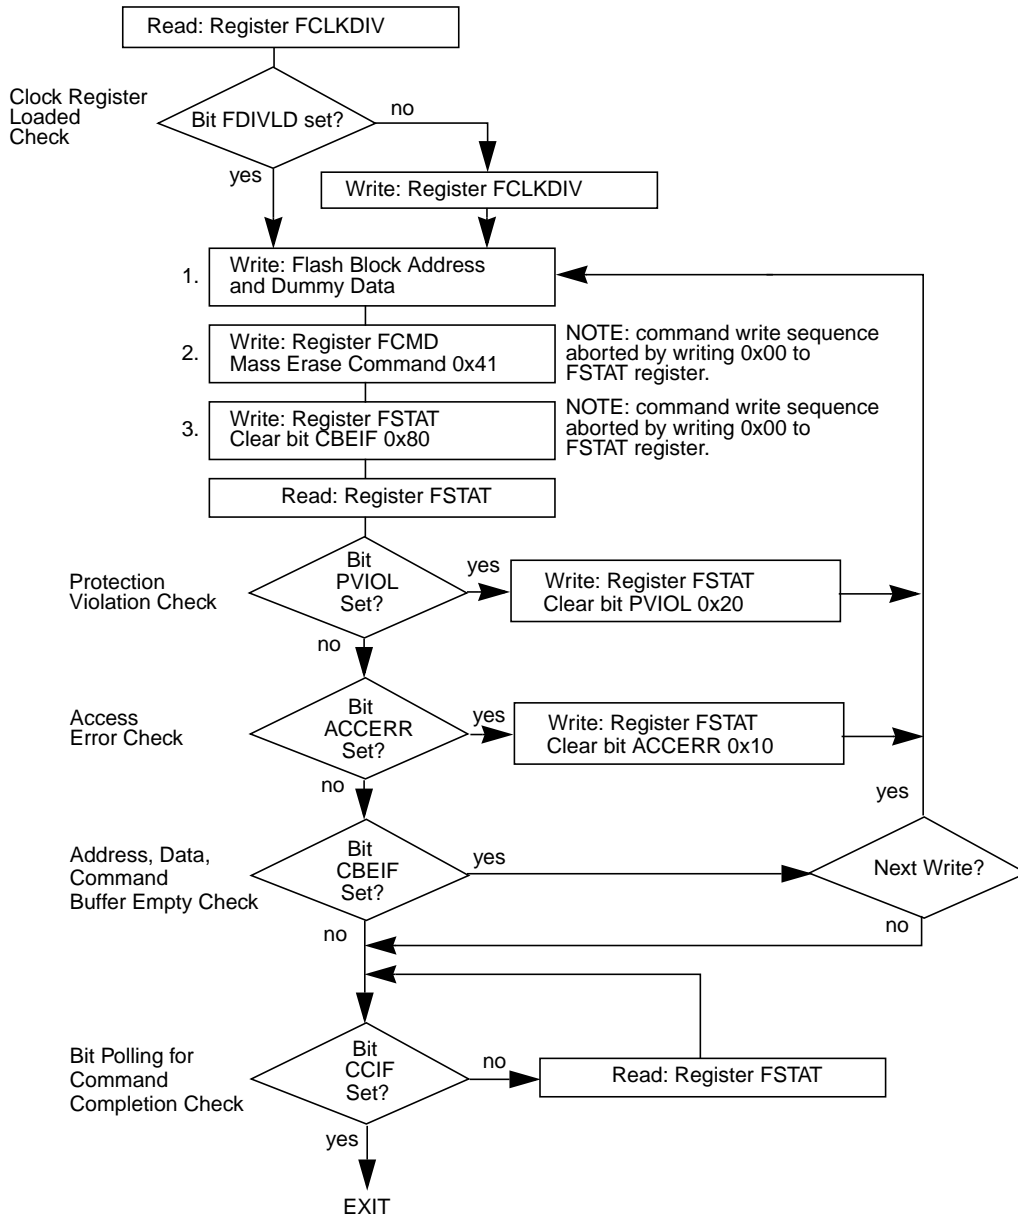 Read: Register FCLKDIV
Clock Register
Loaded
Check
Bit FDIVLD set?
no
yes
Write: Register FCLKDIV
1.
Write: Flash Block Address
and Dummy Data
2.
Write: Register FCMD
Mass Erase Command 0x41
NOTE: command write sequence
aborted by writing 0x00 to
FSTAT register.
3.
Write: Register FSTAT
Clear bit CBEIF 0x80
NOTE: command write sequence
aborted by writing 0x00 to
FSTAT register.
Read: Register FSTAT
Protection
Violation Check
Bit
PVIOL
Set?
yes
Write: Register FSTAT
Clear bit PVIOL 0x20
no
Access
Error Check
Bit
ACCERR
Set?
yes
Write: Register FSTAT
Clear bit ACCERR 0x10
no
yes
Address, Data,
Command
Buffer Empty Check
Bit
CBEIF
Set?
yes
Next Write?
no
no
Bit Polling for
Command
Completion Check
Bit
CCIF
Set?
no
Read: Register FSTAT
yes
EXIT